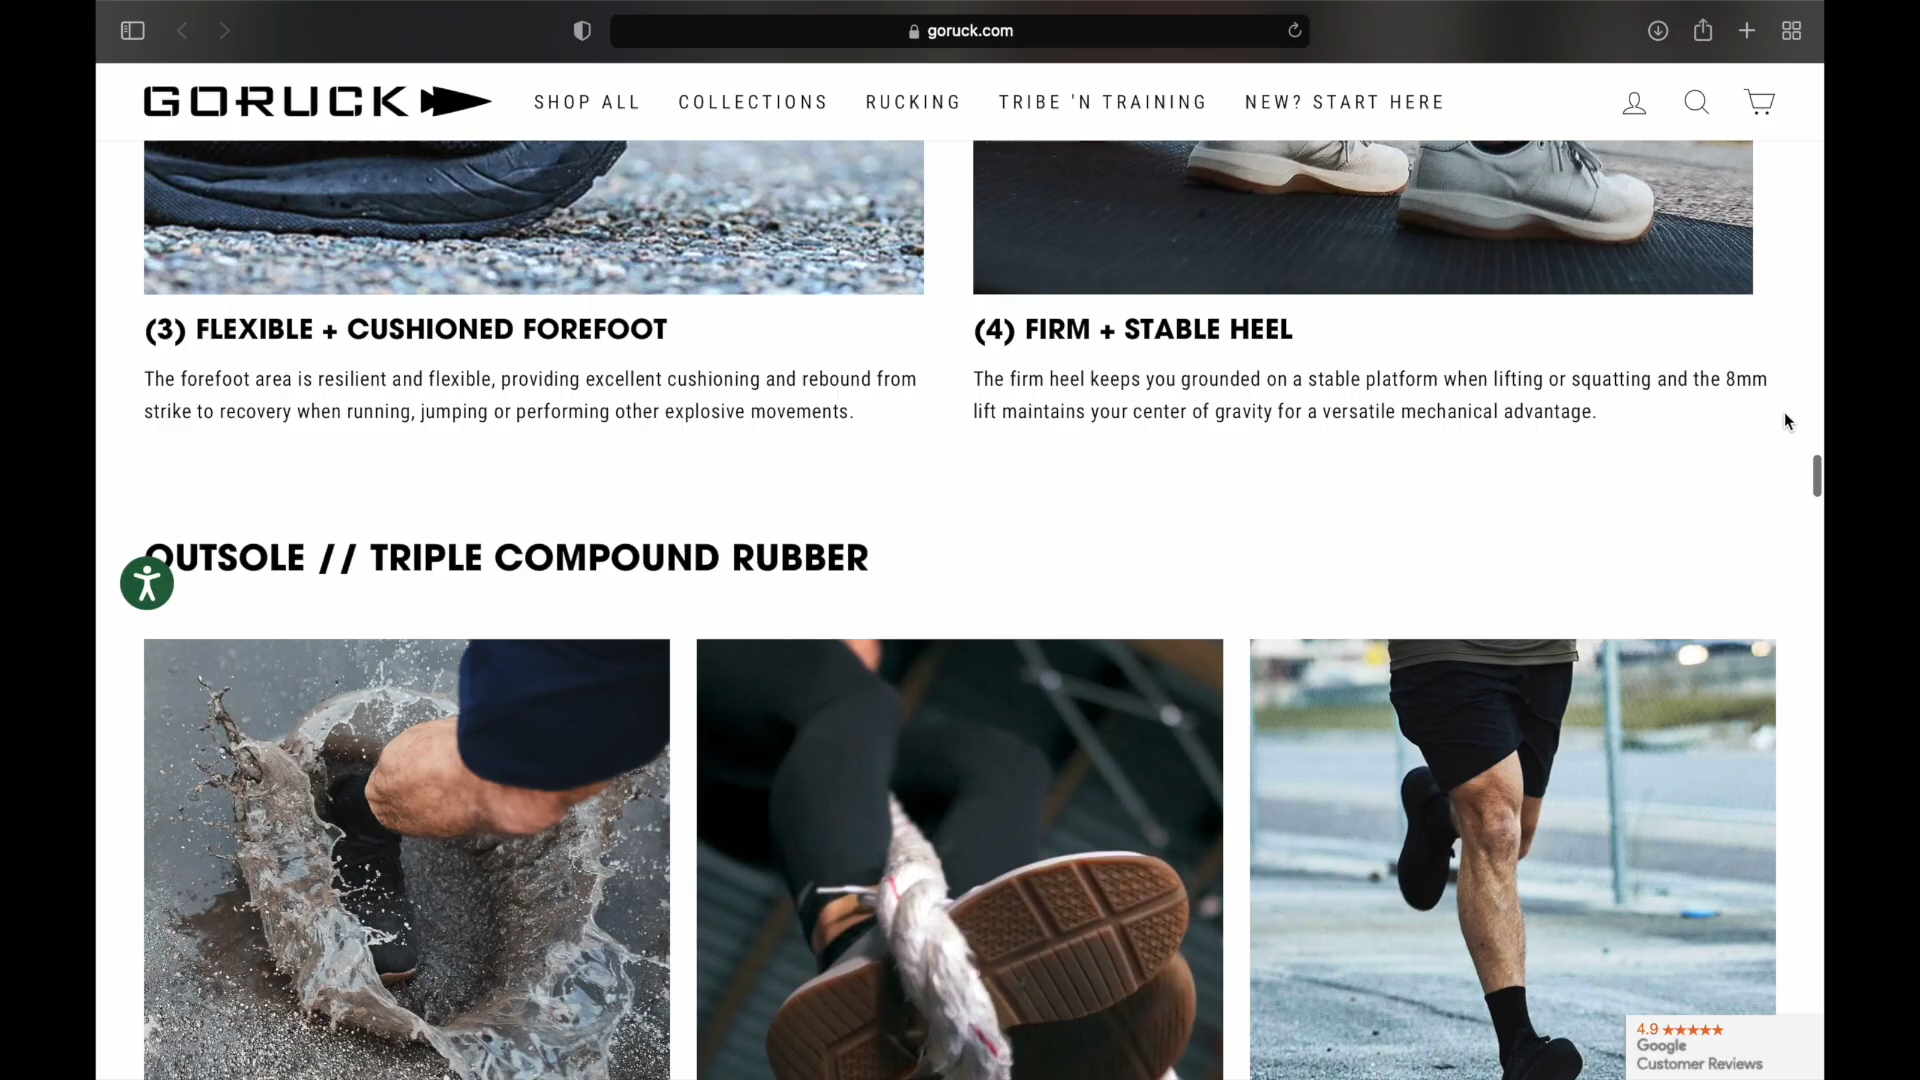 goruck.com
GORUCK SHOP ALL COLLECTIONS RUCKING TRIBE 'N TRAINING NEW? START HERE
(3) FLEXIBLE + CUSHIONED FOREFOOT
The forefoot area is resilient and flexible, providing excellent cushioning and rebound from
strike to recovery when running, jumping or performing other explosive movements.
(4) FIRM + STABLE HEEL
The firm heel keeps you grounded on a stable platform when lifting or squatting and the 8mm
lift maintains your center of gravity for a versatile mechanical advantage.
OUTSOLE // TRIPLE COMPOUND RUBBER
4.9 ★★★★★
Google
Customer Reviews